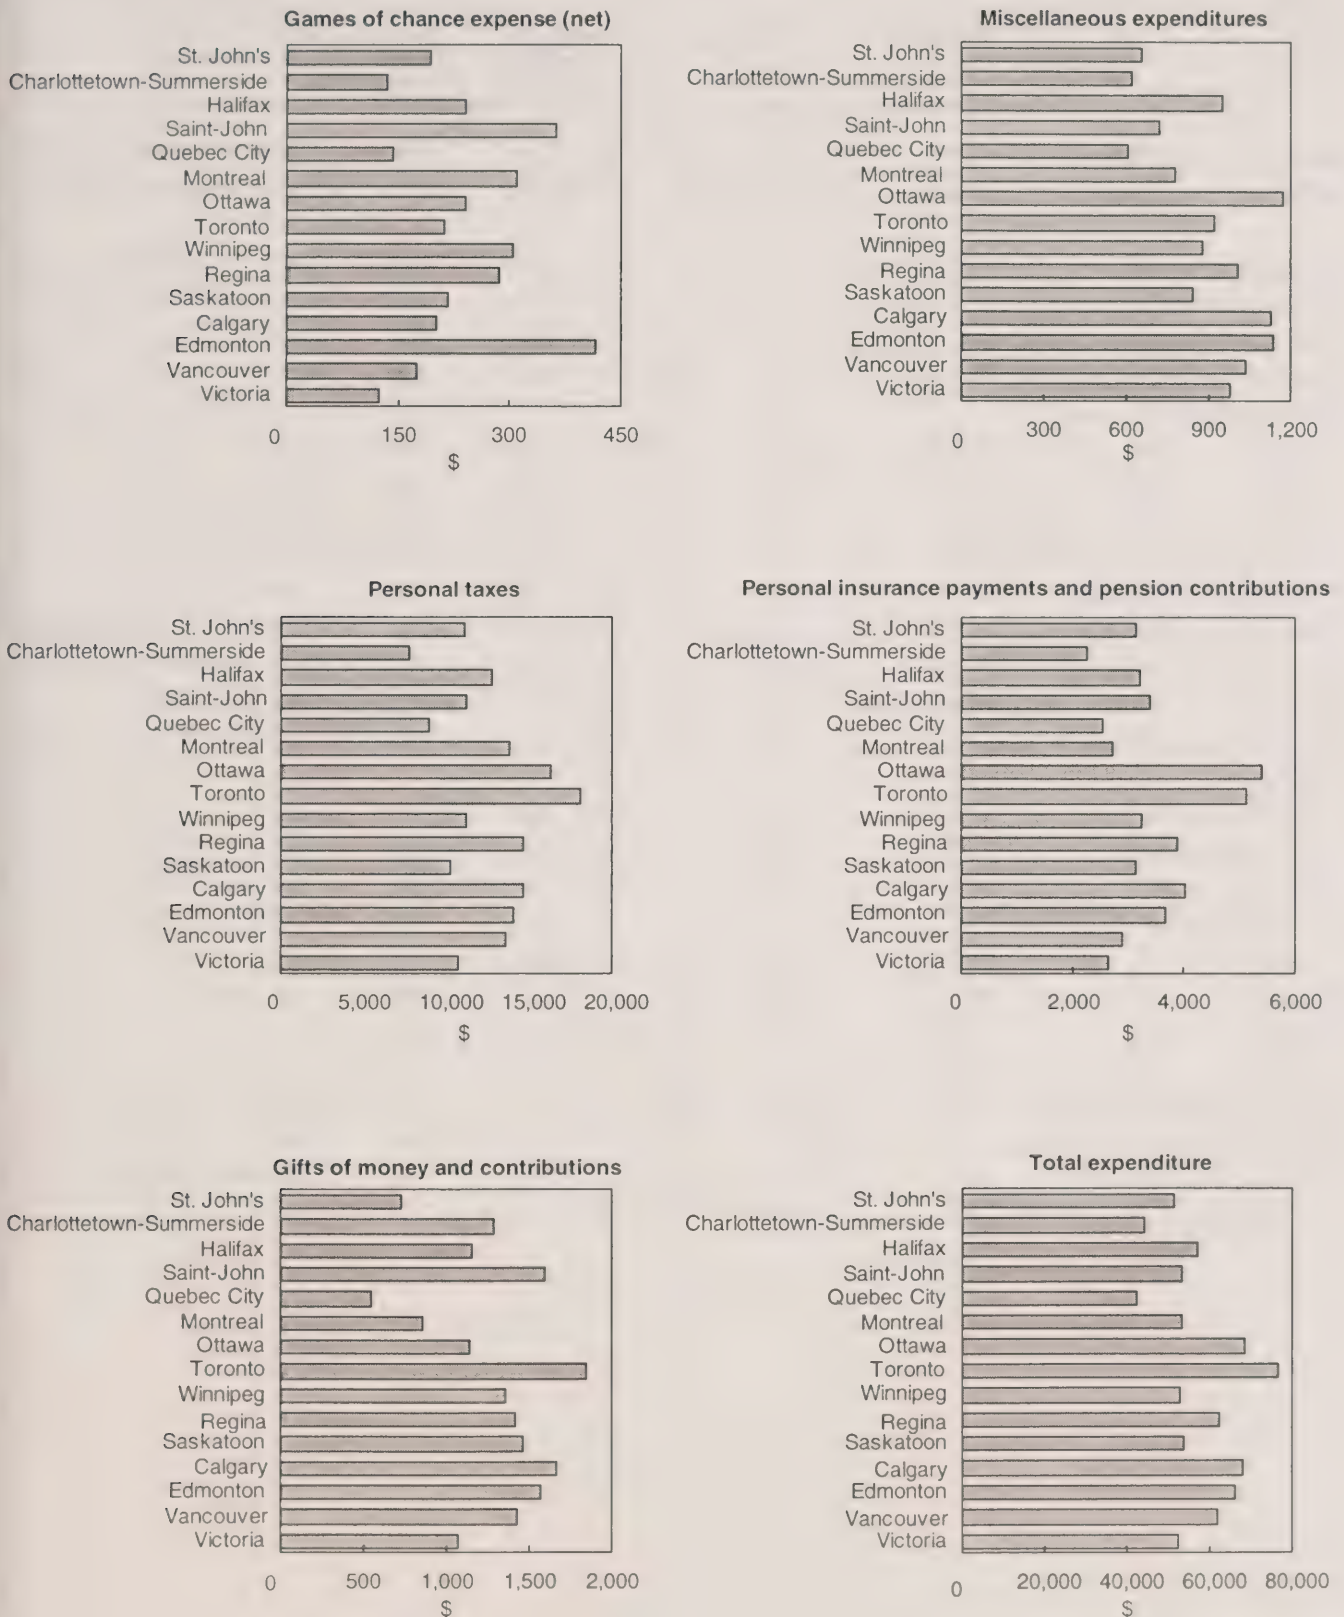 Games of chance expense (net)
St. John's
Charlottetown-Summerside
Halifax
Saint-John
Quebec City
Montreal
Ottawa
Toronto
Winnipeg
Regina
Saskatoon
Calgary
Edmonton
Vancouver
Victoria
0 150 300 450
$
Miscellaneous expenditures
St. John's
Charlottetown-Summerside
Halifax
Saint-John
Quebec City
Montreal
Ottawa
Toronto
Winnipeg
Regina
Saskatoon
Calgary
Edmonton
Vancouver
Victoria
0 300 600 900 1,200
$
Personal taxes
St. John's
Charlottetown-Summerside
Halifax
Saint-John
Quebec City
Montreal
Ottawa
Toronto
Winnipeg
Regina
Saskatoon
Calgary
Edmonton
Vancouver
Victoria
0 5,000 10,000 15,000 20,000
$
Personal insurance payments and pension contributions
St. John's
Charlottetown-Summerside
Halifax
Saint-John
Quebec City
Montreal
Ottawa
Toronto
Winnipeg
Regina
Saskatoon
Calgary
Edmonton
Vancouver
Victoria
0 2,000 4,000 6,000
$
Gifts of money and contributions
St. John's
Charlottetown-Summerside
Halifax
Saint-John
Quebec City
Montreal
Ottawa
Toronto
Winnipeg
Regina
Saskatoon
Calgary
Edmonton
Vancouver
Victoria
0 500 1,000 1,500 2,000
$
Total expenditure
St. John's
Charlottetown-Summerside
Halifax
Saint-John
Quebec City
Montreal
Ottawa
Toronto
Winnipeg
Regina
Saskatoon
Calgary
Edmonton
Vancouver
Victoria
0 20,000 40,000 60,000 80,000
$